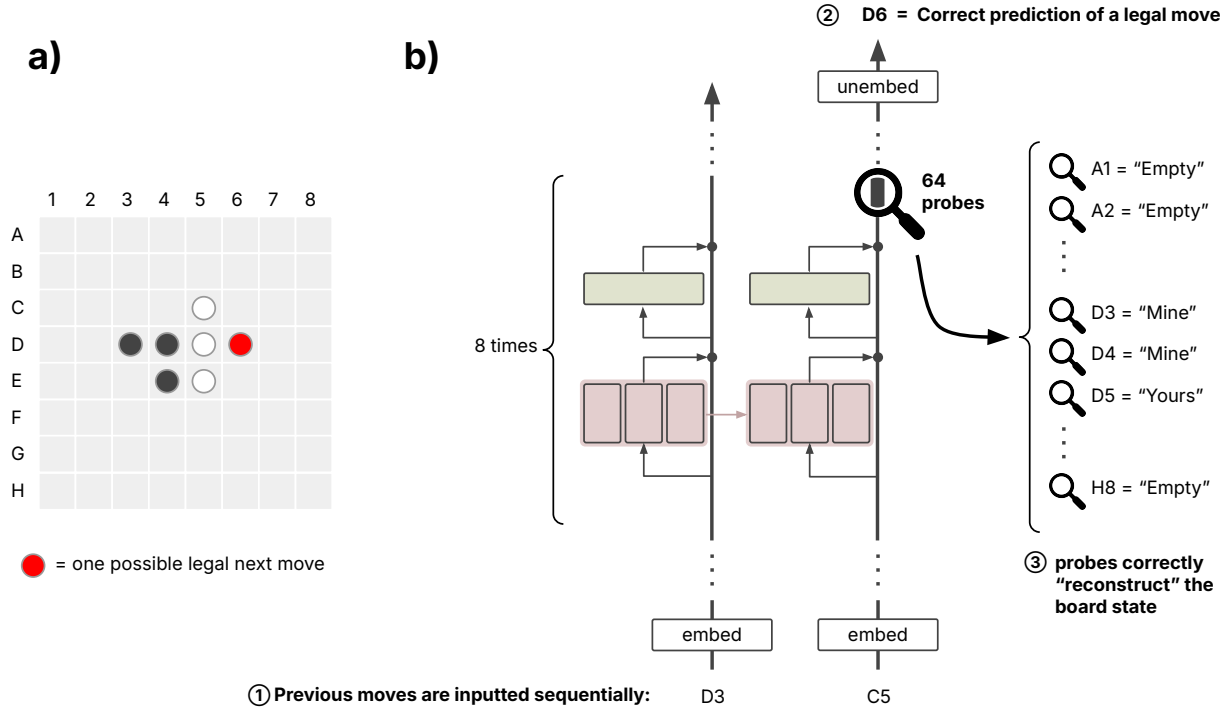 a)
1 2 3 4 5 6 7 8
A
B
C
D
E
F
G
H
= one possible legal next move
b)
② D6 = Correct prediction of a legal move
unembed
64
probes
8 times
embed
embed
① Previous moves are inputted sequentially: D3 C5
A1 = “Empty”
A2 = “Empty”
D3 = “Mine”
D4 = “Mine”
D5 = “Yours”
H8 = “Empty”
③ probes correctly
“reconstruct” the
board state